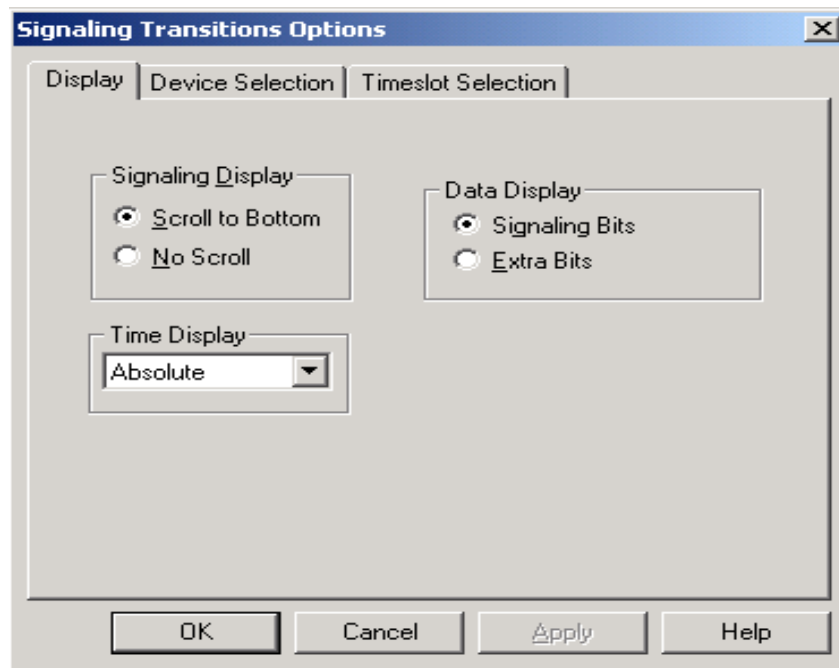 Signaling Transitions Options
Display
Device Selection
Timeslot Selection
Signaling Display
Scroll to Bottom
No Scroll
Data Display
Signaling Bits
Extra Bits
Time Display
Absolute
OK
Cancel
Apply
Help